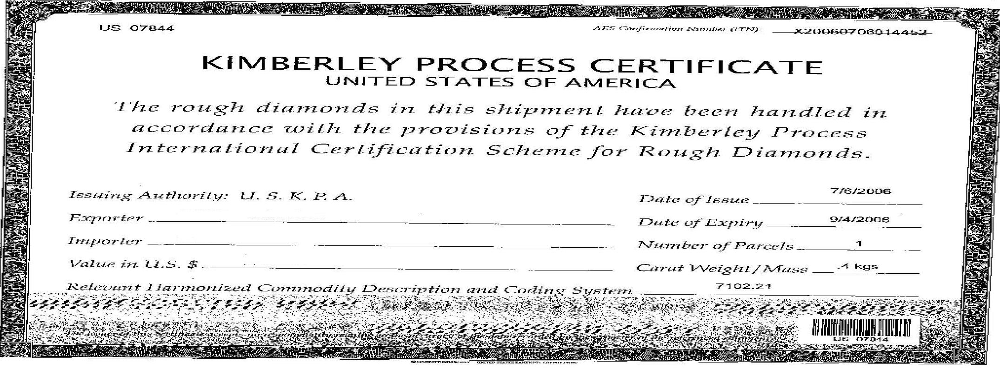 US 07844
AES Confirmation Number (ITN): X20060706014452
KIMBERLEY PROCESS CERTIFICATE
UNITED STATES OF AMERICA
The rough diamonds in this shipment have been handled in
accordance with the provisions of the Kimberley Process
International Certification Scheme for Rough Diamonds.
Issuing Authority: U. S. K. P. A.
Date of Issue 7/6/2006
Exporter
Date of Expiry 9/4/2006
Importer
Number of Parcels 1
Value in U.S. $
Carat Weight/Mass .4 kgs
Relevant Harmonized Commodity Description and Coding System 7102.21
The issuer of this certificate accepts no responsibility relating to the accuracy of the data recorded by the exporter of the referenced shipment.
US 07844